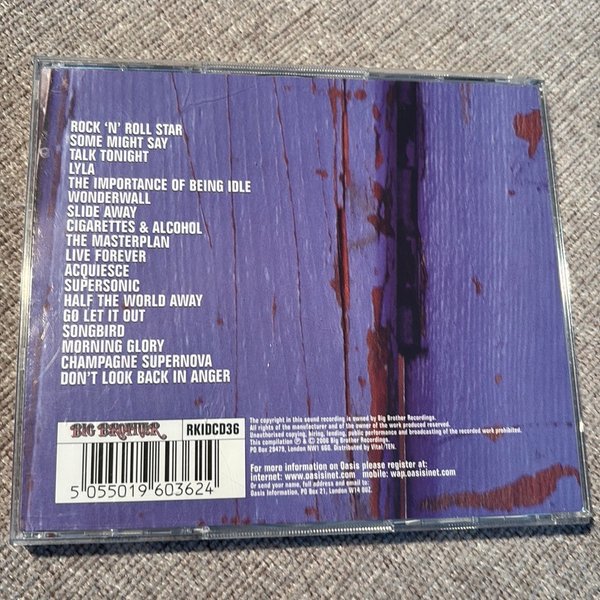 ROCK 'N' ROLL STAR
SOME MIGHT SAY
TALK TONIGHT
LYLA
THE IMPORTANCE OF BEING IDLE
WONDERWALL
SLIDE AWAY
CIGARETTES & ALCOHOL
THE MASTERPLAN
LIVE FOREVER
ACQUIESCE
SUPERSONIC
HALF THE WORLD AWAY
GO LET IT OUT
SONGBIRD
MORNING GLORY
CHAMPAGNE SUPERNOVA
DON'T LOOK BACK IN ANGER
BIG BROTHER
RKIDCD36
5 055019 603624
The copyright in this sound recording is owned by Big Brother Recordings.
All rights of the manufacturer and of the owner of the work produced reserved.
Unauthorised copying, hiring, lending, public performance and broadcasting of the recorded work prohibited.
This compilation ℗ & © 2006 Big Brother Recordings.
PO Box 29479, London NW1 6GG. Distributed by Vital:TEN.
For more information on Oasis please register at:
Internet: www.oasisinet.com mobile: wap.oasisinet.com
Or send your name, full address and email to:
Oasis Information, PO Box 21, London W14 0GZ.